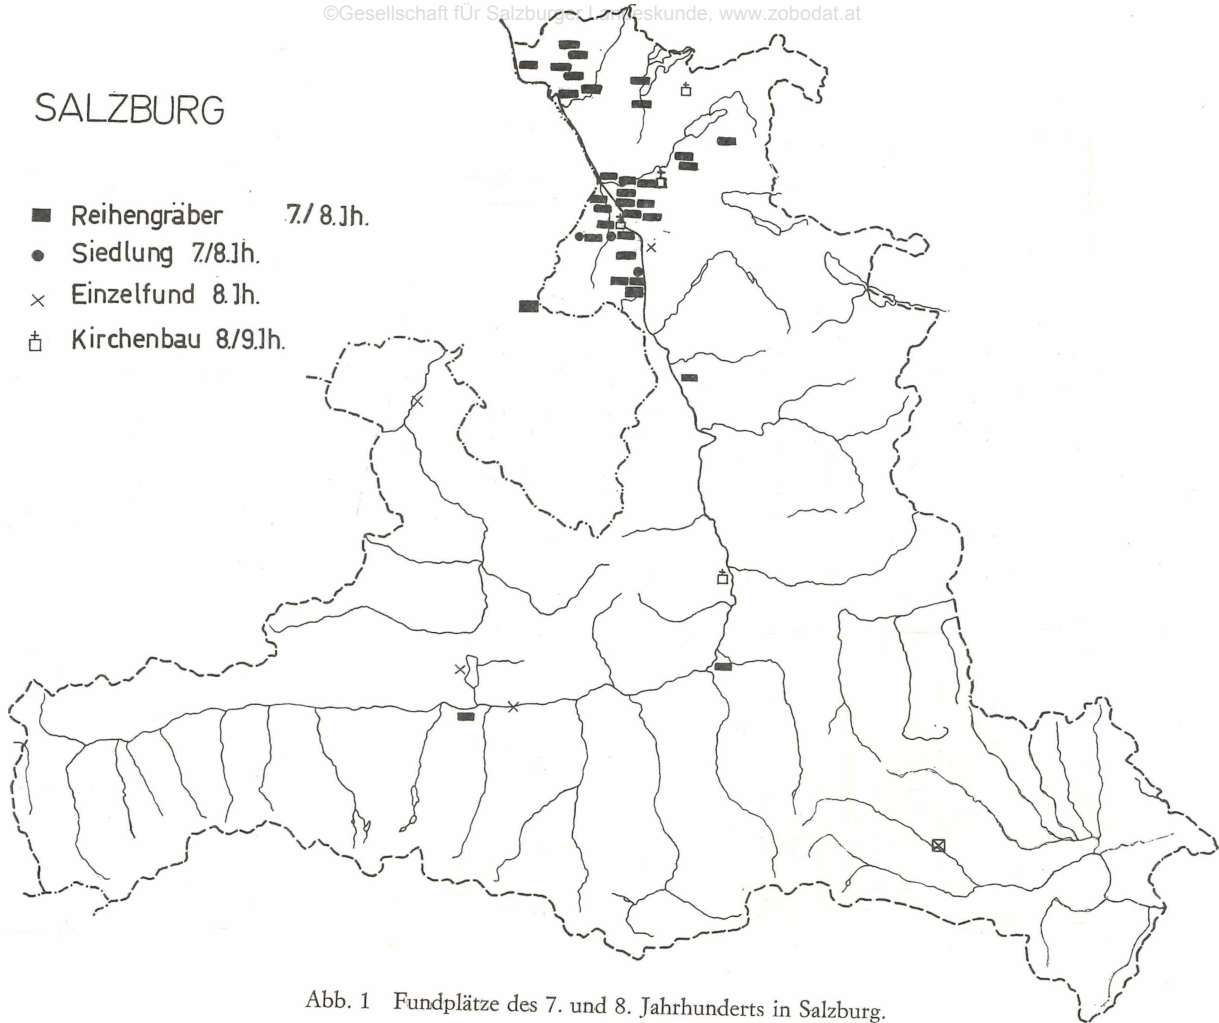 ©Gesellschaft fÜr Salzburger Landeskunde, www.zobodat.at
SALZBURG
Reihengräber 7./8.Jh.
Siedlung 7./8.Jh.
Einzelfund 8.Jh.
Kirchenbau 8./9.Jh.
Abb. 1 Fundplätze des 7. und 8. Jahrhunderts in Salzburg.